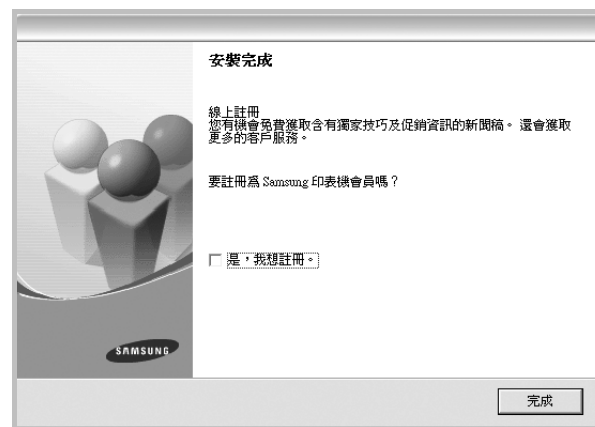 安裝完成
線上註冊
您有機會免費獲取含有獨家技巧及促銷資訊的新聞稿。還會獲取
更多的客戶服務。
要註冊為 Samsung 印表機會員嗎？
是，我想註冊。
SAMSUNG
完成